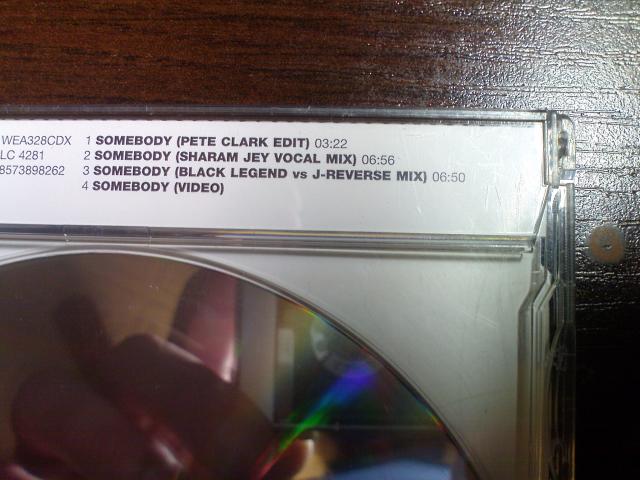 WEA328CDX 1 SOMEBODY (PETE CLARK EDIT) 03:22
LC 4281 2 SOMEBODY (SHARAM JEY VOCAL MIX) 06:56
8573898262 3 SOMEBODY (BLACK LEGEND vs J-REVERSE MIX) 06:50
4 SOMEBODY (VIDEO)